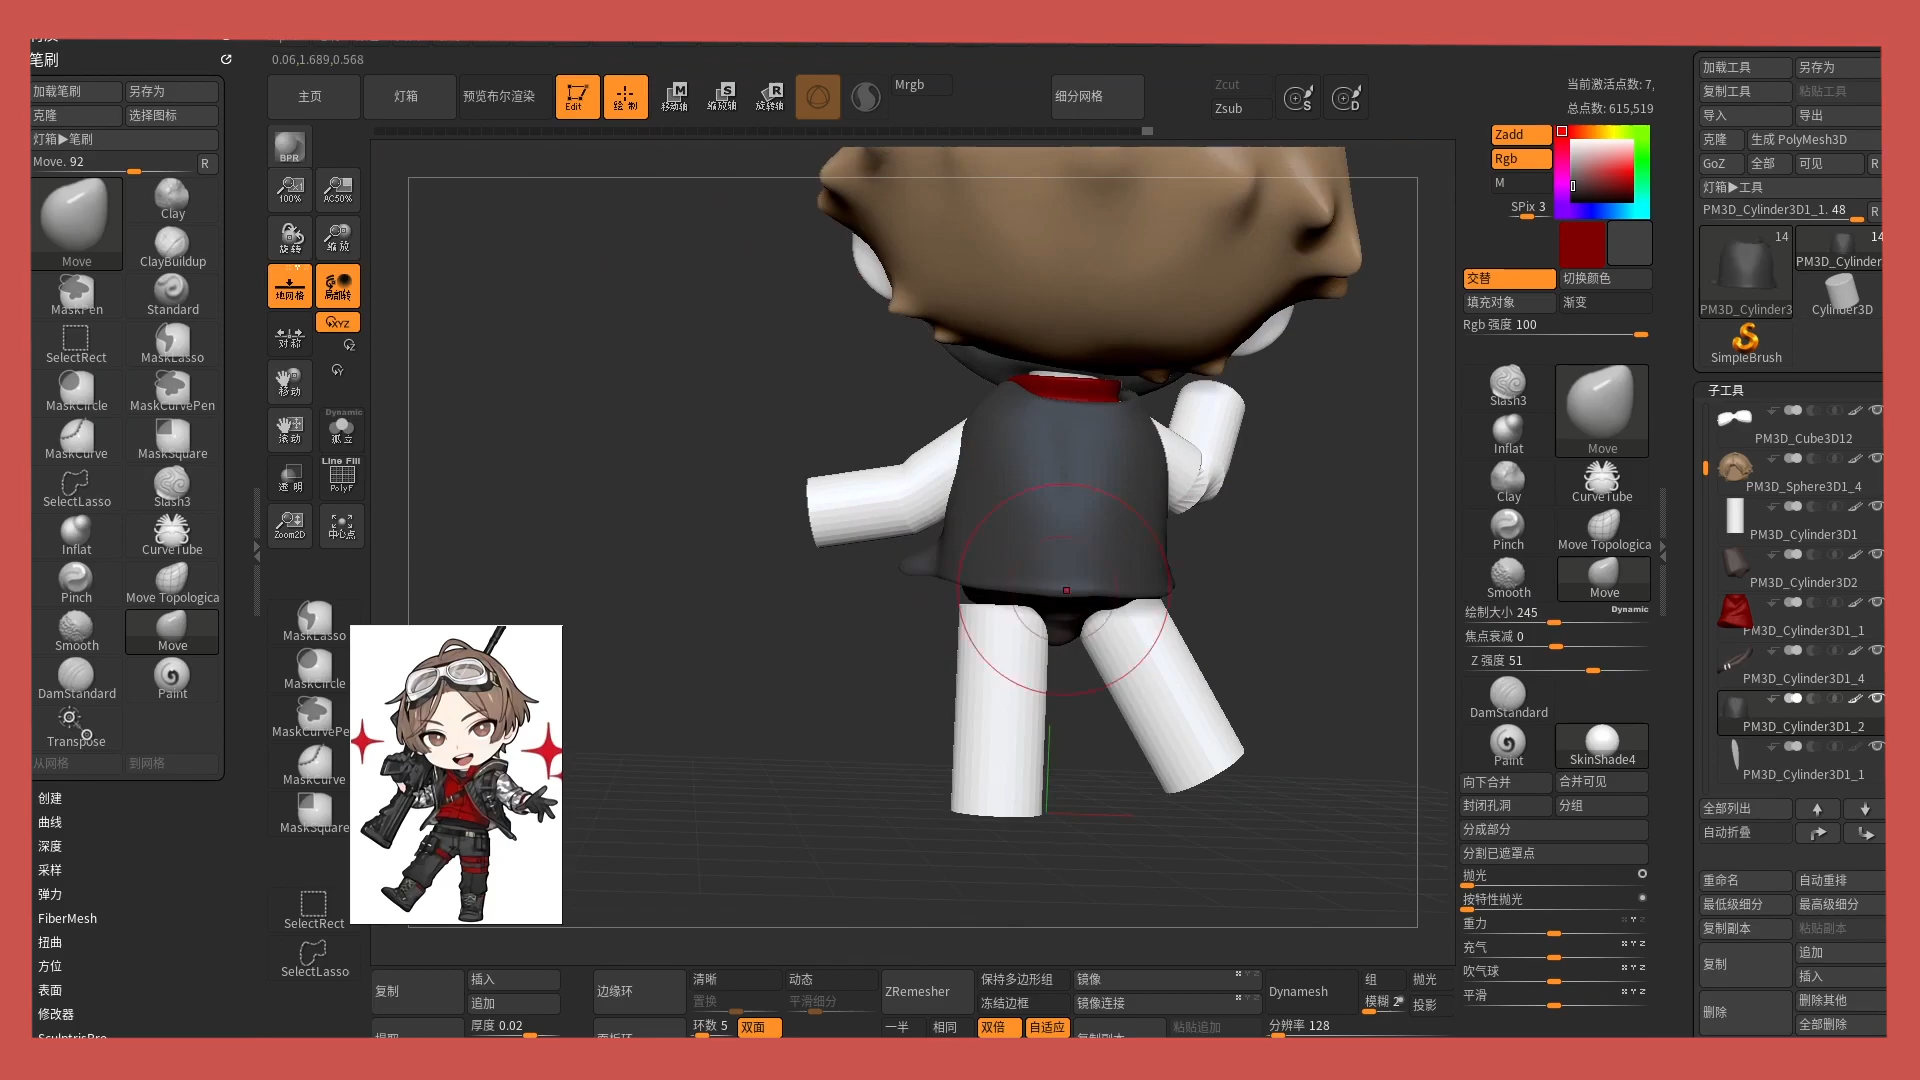 笔刷
加载笔刷
另存为
克隆
选择图标
灯箱▶笔刷
Move. 92
R
Move
Clay
ClayBuildup
MaskPen
Standard
SelectRect
MaskLasso
MaskCircle
MaskCurvePen
MaskCurve
MaskSquare
SelectLasso
Slash3
Inflat
CurveTube
Pinch
Move Topologica
Smooth
Move
DamStandard
Paint
Transpose
从网格
到网格
创建
曲线
深度
采样
弹力
FiberMesh
扭曲
方位
表面
修改器
0.06,1.689,0.568
主页
灯箱
预览布尔渲染
Edit
绘制
M
移动轴
S
缩放轴
R
旋转轴
Mrgb
细分网格
Zcut
Zsub
S
D
当前激活点数: 7,
总点数: 615,519
BPR
100%
AC50%
旋转
缩放
地网格
局部转
XYZ
对称
移动
滚动
Dynamic
孤立
透明
Line Fill
PolyF
Zoom2D
中心点
MaskLasso
MaskCircle
MaskCurvePe
MaskCurve
MaskSquare
SelectRect
SelectLasso
Zadd
Rgb
M
SPix 3
交替
切换颜色
填充对象
渐变
Rgb 强度 100
Slash3
Inflat
Move
Clay
CurveTube
Pinch
Move Topologica
Smooth
Move
绘制大小 245
Dynamic
焦点衰减 0
Z 强度 51
DamStandard
Paint
SkinShade4
向下合并
合并可见
封闭孔洞
分组
分成部分
分割已遮罩点
抛光
按特性抛光
重力
充气
吹气球
平滑
加载工具
另存为
复制工具
粘贴工具
导入
导出
克隆
生成 PolyMesh3D
GoZ
全部
可见
R
灯箱▶工具
PM3D_Cylinder3D1_1. 48
R
14
14
PM3D_Cylinder3
PM3D_Cylinder
Cylinder3D
SimpleBrush
子工具
PM3D_Cube3D12
PM3D_Sphere3D1_4
PM3D_Cylinder3D1
PM3D_Cylinder3D2
PM3D_Cylinder3D1_1
PM3D_Cylinder3D1_4
PM3D_Cylinder3D1_2
PM3D_Cylinder3D1_1
全部列出
自动折叠
重命名
自动重排
最低级细分
最高级细分
复制副本
粘贴副本
复制
追加
插入
删除
删除其他
全部删除
复制
插入
追加
厚度 0.02
边缘环
清晰
动态
置换
平滑细分
环数 5
双面
ZRemesher
一半
相同
保持多边形组
冻结边框
双倍
自适应
镜像
镜像连接
粘贴追加
Dynamesh
组
抛光
模糊 2
投影
分辨率 128